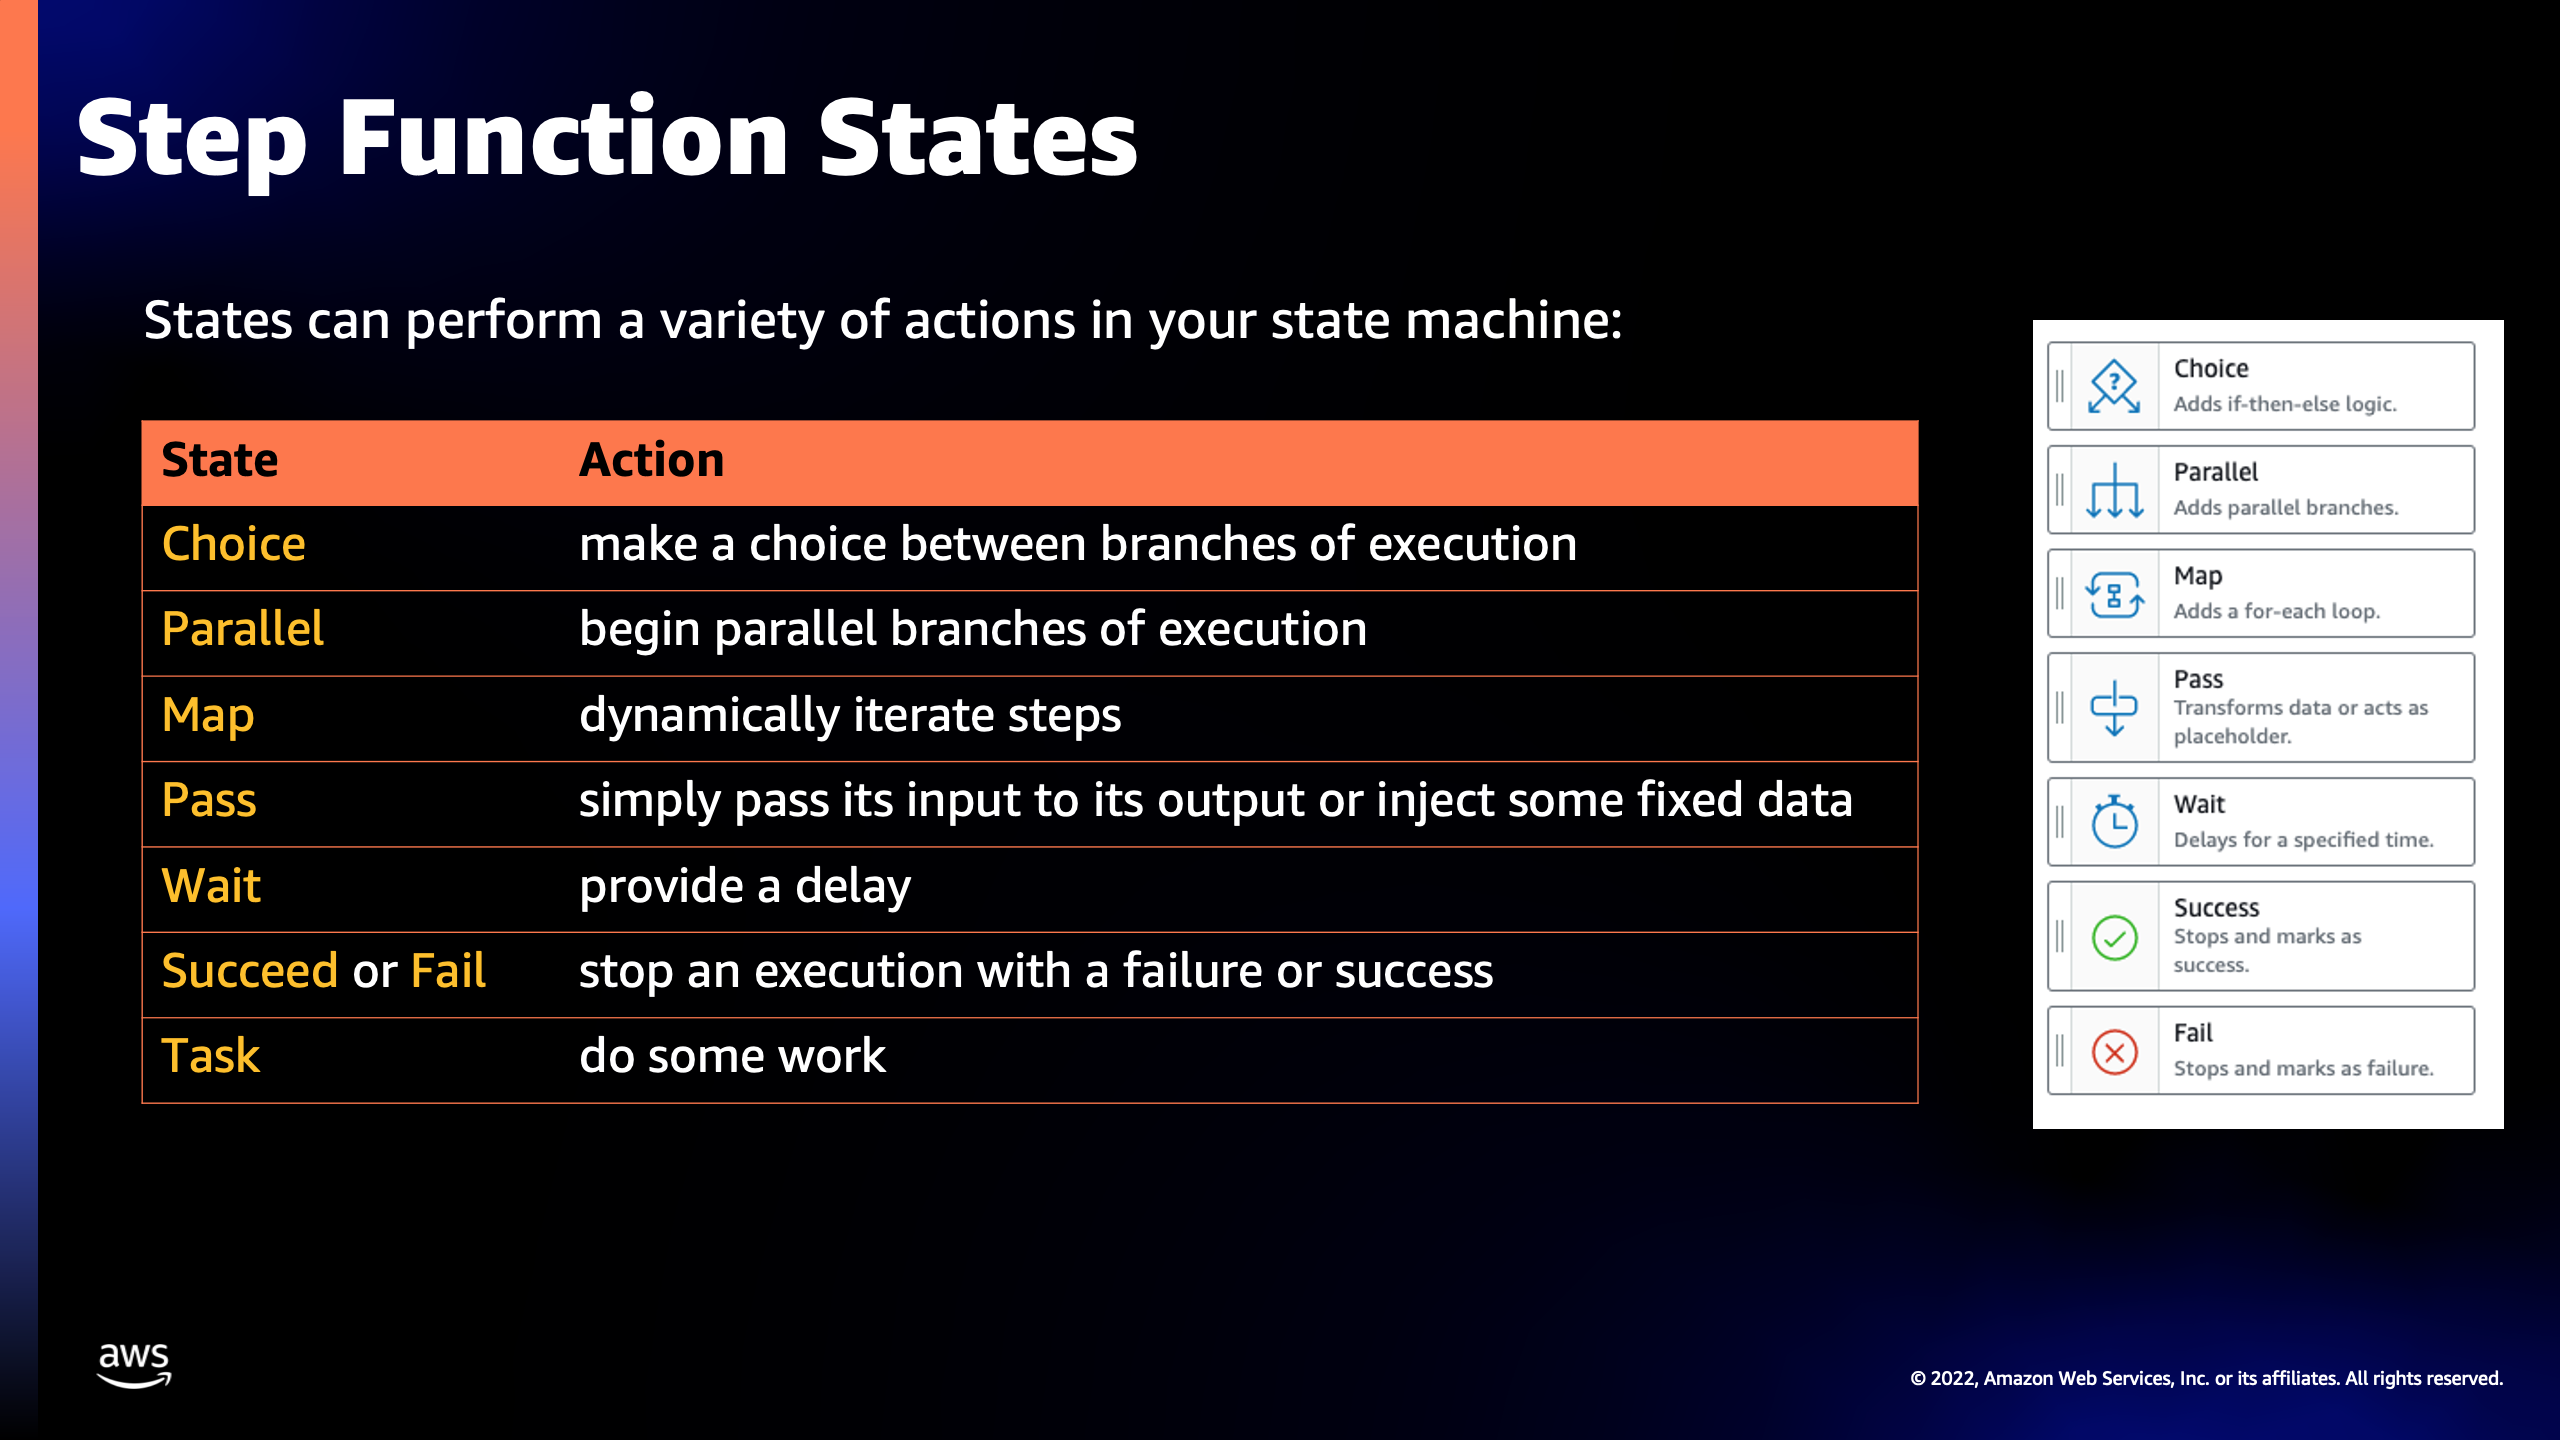 Step Function States
States can perform a variety of actions in your state machine:
State Action
Choice make a choice between branches of execution
Parallel begin parallel branches of execution
Map dynamically iterate steps
Pass simply pass its input to its output or inject some fixed data
Wait provide a delay
Succeed or Fail stop an execution with a failure or success
Task do some work
Choice
Adds if-then-else logic.
Parallel
Adds parallel branches.
Map
Adds a for-each loop.
Pass
Transforms data or acts as
placeholder.
Wait
Delays for a specified time.
Success
Stops and marks as
success.
Fail
Stops and marks as failure.
aws
© 2022, Amazon Web Services, Inc. or its affiliates. All rights reserved.